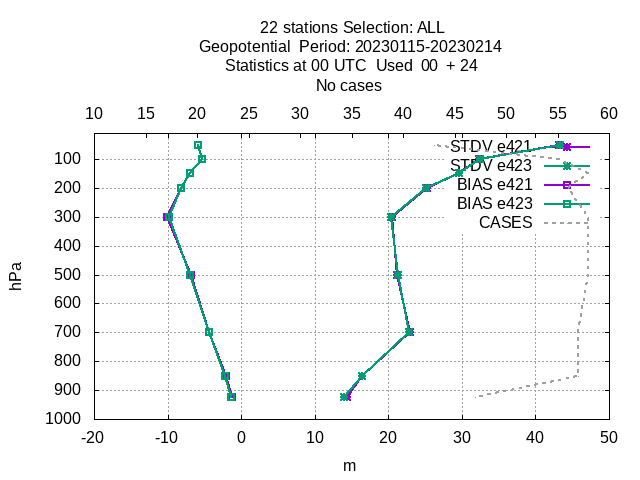 22 stations Selection: ALL
Geopotential  Period: 20230115-20230214
Statistics at 00 UTC  Used  00  + 24
No cases
10 17 20 25 30 34 40 45 50 55 60
STDV e421
STDV e423
BIAS e421
BIAS e423
CASES
hPa
100
200
300
400
500
600
700
800
900
1000
-20 -10 0 10 20 30 40 50
m